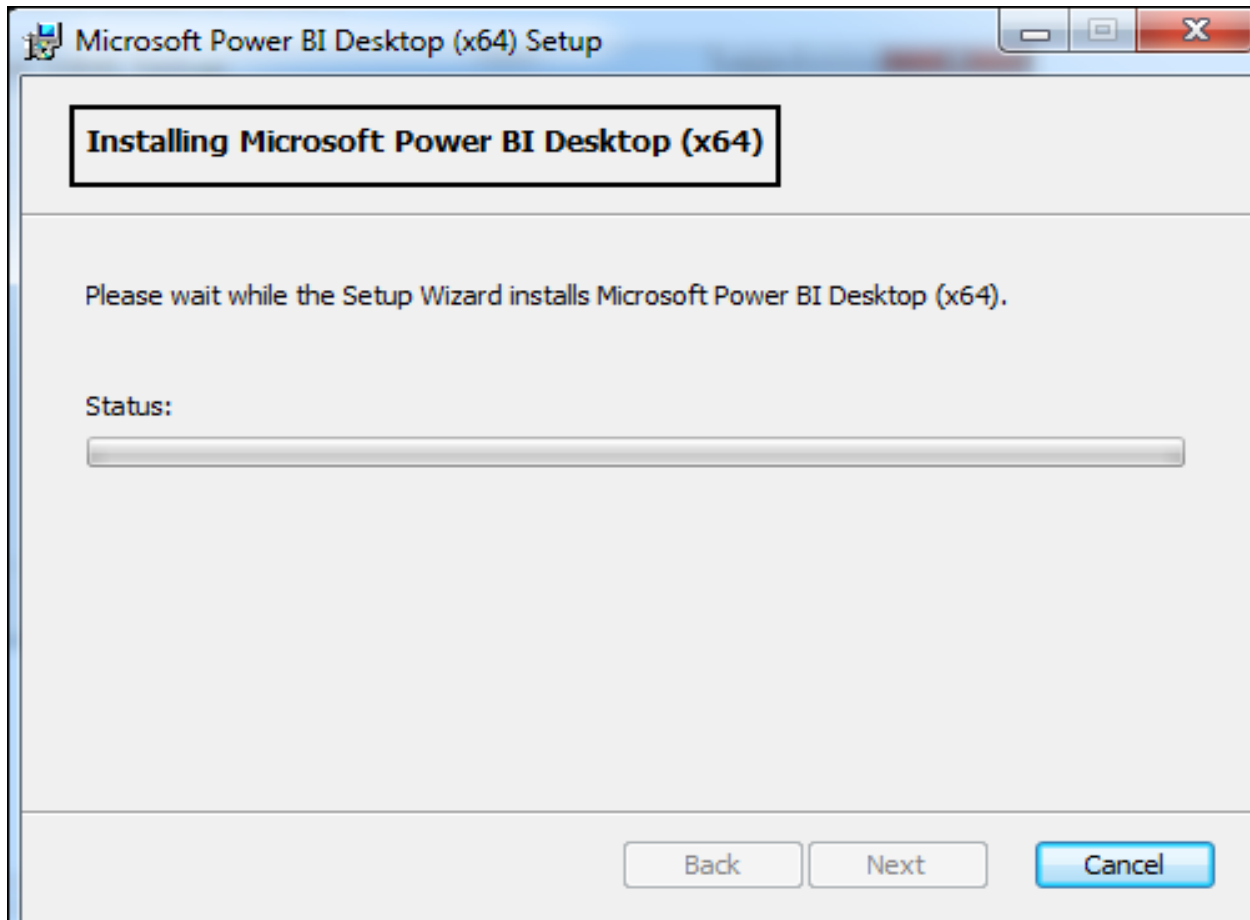 Microsoft Power BI Desktop (x64) Setup
Installing Microsoft Power BI Desktop (x64)
Please wait while the Setup Wizard installs Microsoft Power BI Desktop (x64).
Status:
Back Next Cancel